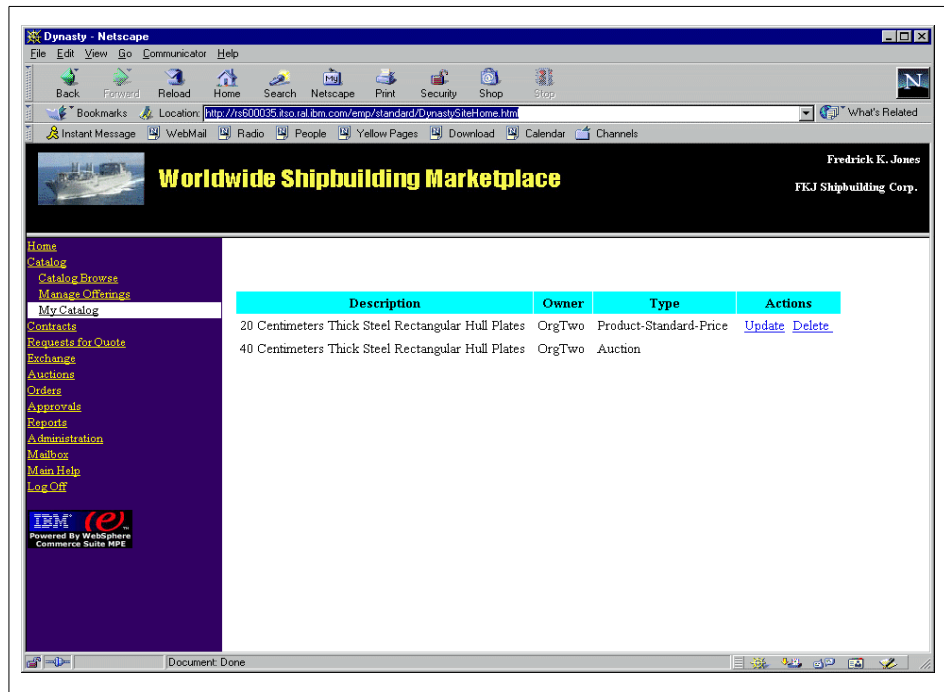 Dynasty - Netscape
File Edit View Go Communicator Help
Back Forward Reload Home Search Netscape Print Security Shop Stop
Bookmarks Location: http://rs600035.itso.ral.ibm.com/emp/standard/DynastySiteHome.html What's Related
Instant Message WebMail Radio People Yellow Pages Download Calendar Channels
Worldwide Shipbuilding Marketplace
Fredrick K. Jones
FKJ Shipbuilding Corp.
Home
Catalog
Catalog Browse
Manage Offerings
My Catalog
Contracts
Requests for Quote
Exchange
Auctions
Orders
Approvals
Reports
Administration
Mailbox
Main Help
Log Off
IBM e TM
Powered By WebSphere
Commerce Suite MPE
Description Owner Type Actions
20 Centimeters Thick Steel Rectangular Hull Plates OrgTwo Product-Standard-Price Update Delete
40 Centimeters Thick Steel Rectangular Hull Plates OrgTwo Auction
Document: Done